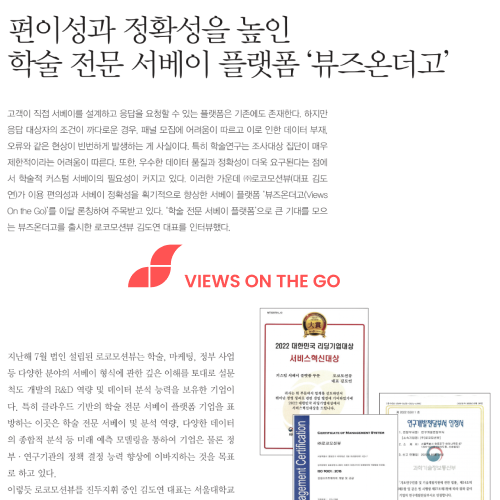 편이성과 정확성을 높인
학술 전문 서베이 플랫폼 ‘뷰즈온더고’
고객이 직접 서베이를 설계하고 응답을 요청할 수 있는 플랫폼은 기존에도 존재한다. 하지만
응답 대상자의 조건이 까다로운 경우, 패널 모집에 어려움이 따르고 이로 인한 데이터 부재,
오류와 같은 현상이 빈번하게 발생하는 게 사실이다. 특히 학술연구는 조사대상 집단이 매우
제한적이라는 어려움이 따른다. 또한, 우수한 데이터 품질과 정확성이 더욱 요구된다는 점에
서 학술적 커스텀 서베이의 필요성이 커지고 있다. 이러한 가운데 ㈜로코모션뷰(대표 김도
연)가 이용 편의성과 서베이 정확성을 획기적으로 향상한 서베이 플랫폼 ‘뷰즈온더고(Views
On the Go)’를 이달 론칭하여 주목받고 있다. ‘학술 전문 서베이 플랫폼’으로 큰 기대를 모으
는 뷰즈온더고를 출시한 로코모션뷰 김도연 대표를 인터뷰했다.
VIEWS ON THE GO
지난해 7월 법인 설립된 로코모션뷰는 학술, 마케팅, 정부 사업
등 다양한 분야의 서베이 형식에 관한 깊은 이해를 토대로 설문
척도 개발의 R&D 역량 및 데이터 분석 능력을 보유한 기업이
다. 특히 클라우드 기반의 학술 전문 서베이 플랫폼 기업을 표
방하는 이곳은 학술 전문 서베이 및 분석 역량, 다양한 데이터
의 종합적 분석 등 미래 예측 모델링을 통하여 기업은 물론 정
부·연구기관의 정책 결정 능력 향상에 이바지하는 것을 목표
로 하고 있다.
이렇듯 로코모션뷰를 진두지휘 중인 김도연 대표는 서울대학교
2022 대한민국 리딩기업대상
서비스혁신대상
CERTIFICATE OF MANAGEMENT SYSTEM
㈜로코모션뷰
Management Certification
연구개발전담부서 인정서